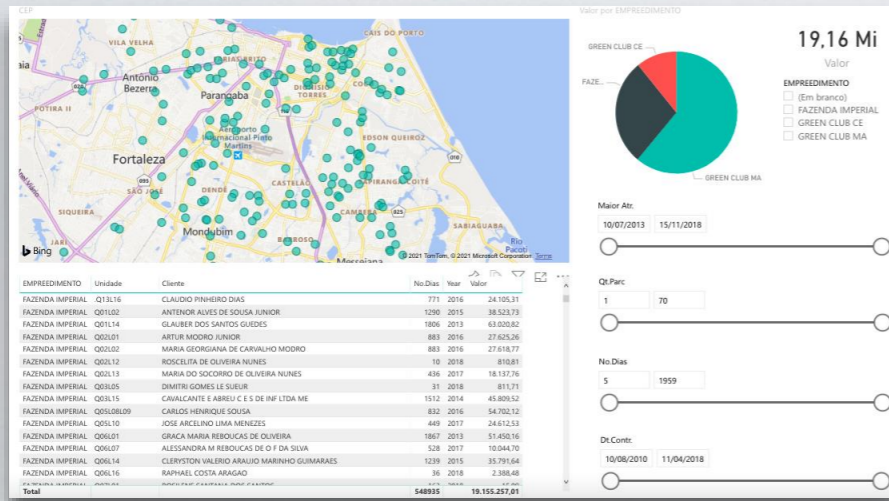 CEP
VILA VELHA
CAIS DO PORTO
Antônio
Bezerra
Parangaba
DIONISIO
TORRES
POTIRA II
Aeroporto
Internacional Pinto
Martins
EDSON QUEIROZ
Fortaleza
SÃO JOSÉ
DENDÊ
SIQUEIRA
SABIAGUABA
Mondubim
BARROSO
JARI
Rio
Pacoti
Bing
© 2021 TomTom, © 2021 Microsoft Corporation Terms
Messejana
EMPREEDIMENTO Unidade Cliente No.Dias Year Valor
FAZENDA IMPERIAL .Q13L16 CLAUDIO PINHEIRO DIAS 771 2016 24.105,31
FAZENDA IMPERIAL Q01L02 ANTENOR ALVES DE SOUSA JUNIOR 1290 2015 38.523,73
FAZENDA IMPERIAL Q01L14 GLAUBER DOS SANTOS GUEDES 1806 2013 63.020,82
FAZENDA IMPERIAL Q02L01 ARTUR MODRO JUNIOR 883 2016 27.625,26
FAZENDA IMPERIAL Q02L02 MARIA GEORGIANA DE CARVALHO MODRO 883 2016 27.618,77
FAZENDA IMPERIAL Q02L12 ROSCELITA DE OLIVEIRA NUNES 10 2018 810,81
FAZENDA IMPERIAL Q02L13 MARIA DO SOCORRO DE OLIVEIRA NUNES 436 2017 18.137,76
FAZENDA IMPERIAL Q03L05 DIMITRI GOMES LE SUEUR 31 2018 811,71
FAZENDA IMPERIAL Q03L15 CAVALCANTE E ABREU C E S DE INF LTDA ME 1512 2014 45.809,52
FAZENDA IMPERIAL Q05L08L09 CARLOS HENRIQUE SOUSA 832 2016 54.702,12
FAZENDA IMPERIAL Q05L10 JOSE ARCELINO LIMA MENEZES 449 2017 24.612,53
FAZENDA IMPERIAL Q06L01 GRACA MARIA REBOUCAS DE OLIVEIRA 1867 2013 51.450,16
FAZENDA IMPERIAL Q06L07 ALESSANDRA M REBOUCAS DE O F DA SILVA 528 2017 10.044,70
FAZENDA IMPERIAL Q06L14 CLERYSTON VALERIO ARAUJO MARINHO GUIMARAES 1239 2015 35.791,64
FAZENDA IMPERIAL Q06L16 RAPHAEL COSTA ARAGAO 36 2018 2.388,48
Total 548935 19.155.257,01
Valor por EMPREEDIMENTO
GREEN CLUB CE
FAZE...
GREEN CLUB MA
19,16 Mi
Valor
EMPREEDIMENTO
(Em branco)
FAZENDA IMPERIAL
GREEN CLUB CE
GREEN CLUB MA
Maior Atr.
10/07/2013 15/11/2018
Qt.Parc
1 70
No.Dias
5 1959
Dt.Contr.
10/08/2010 11/04/2018